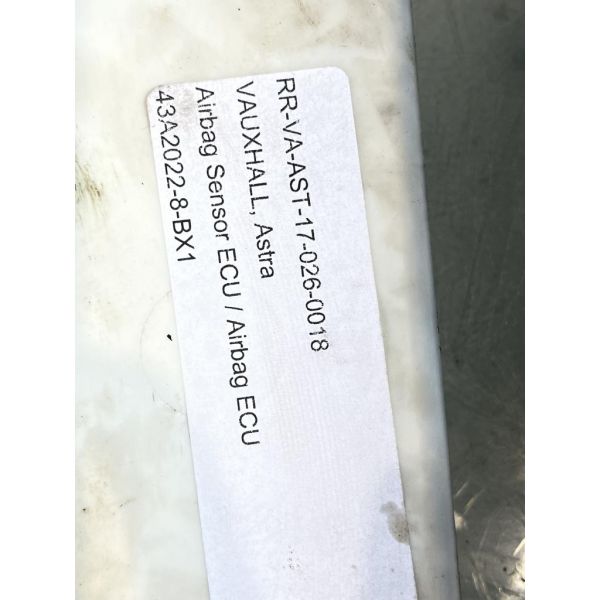 RR-VA-AST-17-026-0018
VAUXHALL, Astra
Airbag Sensor ECU / Airbag ECU
43A2022-8-BX1